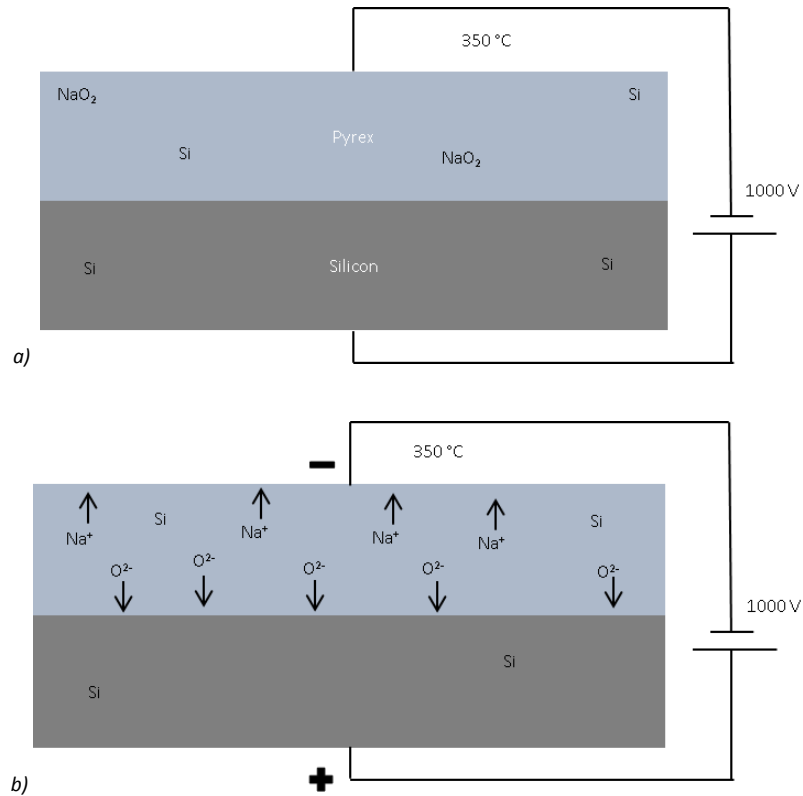 350 °C
NaO₂ Si
Pyrex
Si NaO₂
1000 V
Si Silicon Si
a)
350 °C
Si Si
Na⁺ Na⁺ Na⁺ Na⁺
O²⁻ O²⁻ O²⁻ O²⁻ O²⁻
1000 V
Si
Si
b)